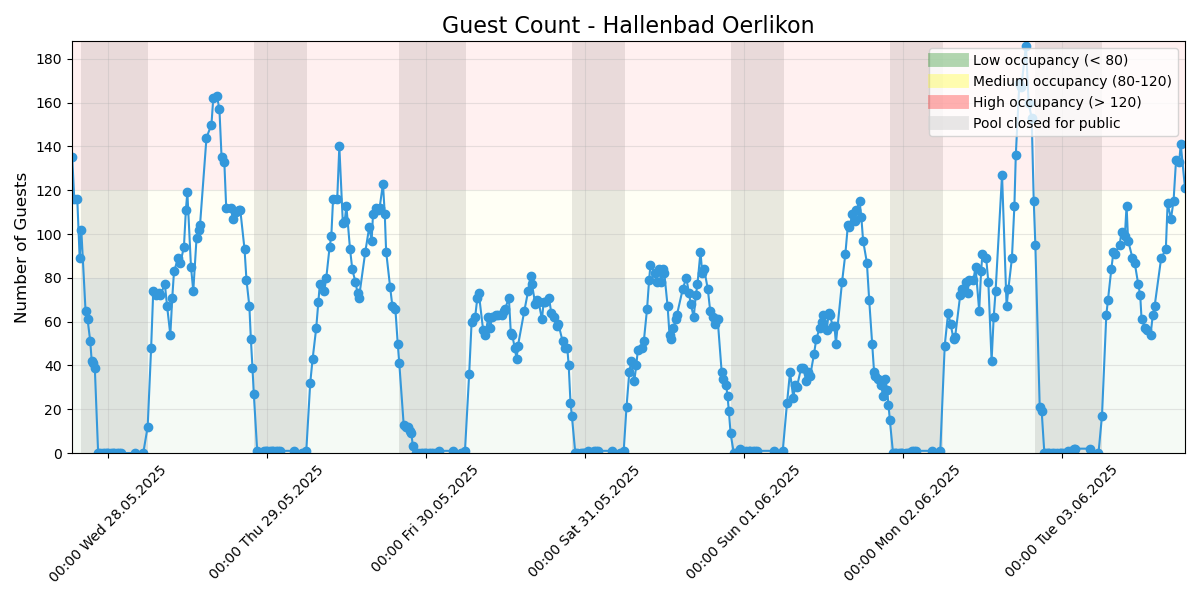 Guest Count - Hallenbad Oerlikon
Number of Guests
180
160
140
120
100
80
60
40
20
0
Low occupancy (< 80)
Medium occupancy (80-120)
High occupancy (> 120)
Pool closed for public
00:00 Wed 28.05.2025
00:00 Thu 29.05.2025
00:00 Fri 30.05.2025
00:00 Sat 31.05.2025
00:00 Sun 01.06.2025
00:00 Mon 02.06.2025
00:00 Tue 03.06.2025